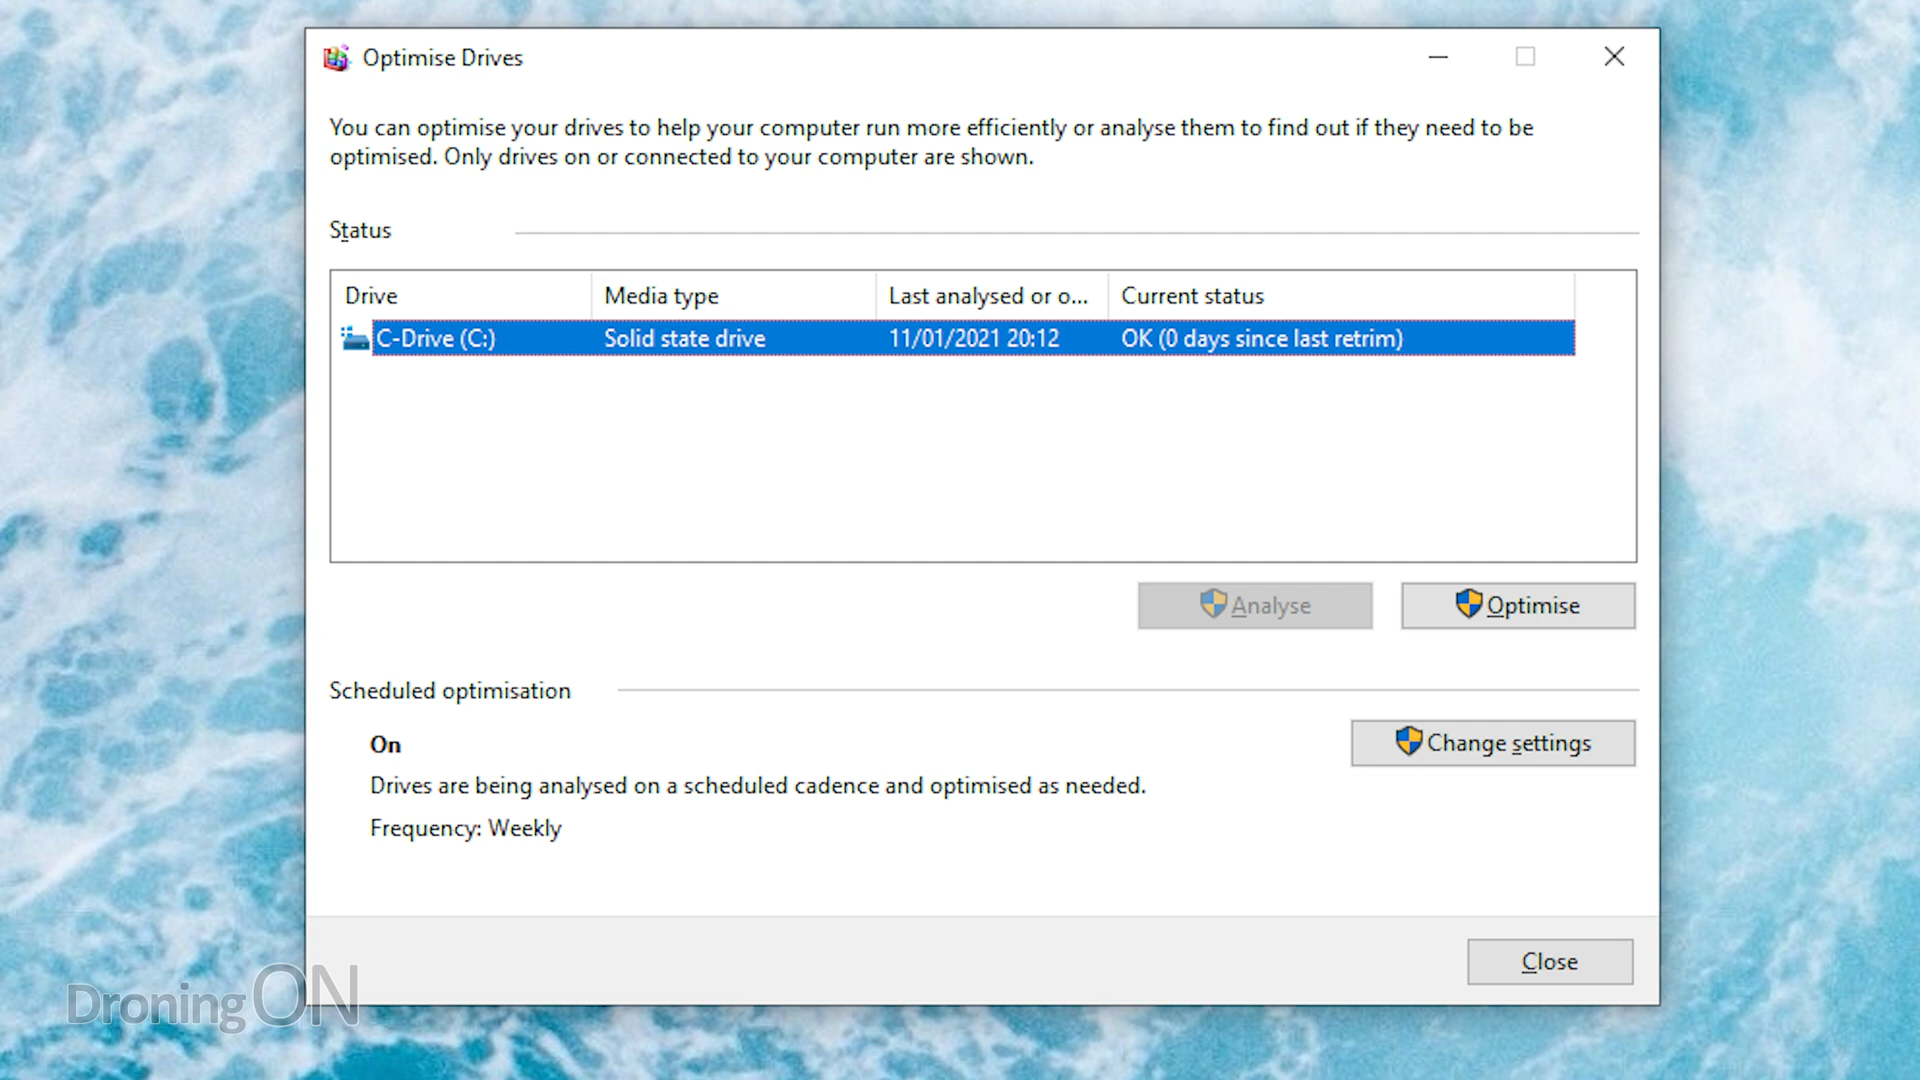 Optimise Drives
You can optimise your drives to help your computer run more efficiently or analyse them to find out if they need to be
optimised. Only drives on or connected to your computer are shown.
Status
Drive Media type Last analysed or o... Current status
C-Drive (C:) Solid state drive 11/01/2021 20:12 OK (0 days since last retrim)
Analyse Optimise
Scheduled optimisation
On
Change settings
Drives are being analysed on a scheduled cadence and optimised as needed.
Frequency: Weekly
Close
DroningON